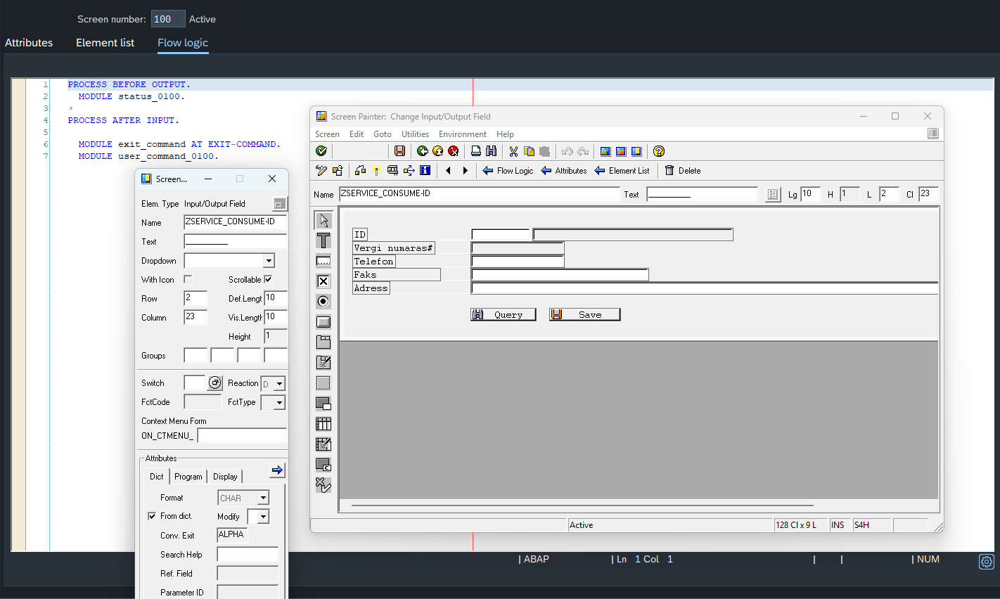 Screen number: 100 Active
Attributes Element list Flow logic
1 PROCESS BEFORE OUTPUT.
2 MODULE status_0100.
3 *
4 PROCESS AFTER INPUT.
5
6 MODULE exit_command AT EXIT-COMMAND.
7 MODULE user_command_0100.
Screen...
Elem. Type Input/Output Field
Name ZSERVICE_CONSUME-ID
Text __________
Dropdown
With Icon Scrollable
Row 2 Def.Lengt 10
Column 23 Vis.Length 10
Height 1
Groups
Switch Reaction D
FctCode FctType
Context Menu Form
ON_CTMENU_
Attributes
Dict Program Display
Format CHAR
From dict. Modify
Conv. Exit ALPHA
Search Help
Ref. Field
Parameter ID
Screen Painter: Change Input/Output Field
Screen Edit Goto Utilities Environment Help
Flow Logic Attributes Element List Delete
Name ZSERVICE_CONSUME-ID Text __________ Lg 10 H 1 L 2 Cl 23
ID
Vergi numaras#
Telefon
Faks
Adress
Query Save
Active 128 Cl x 9 L INS S4H
| ABAP | Ln 1 Col 1 | | | NUM